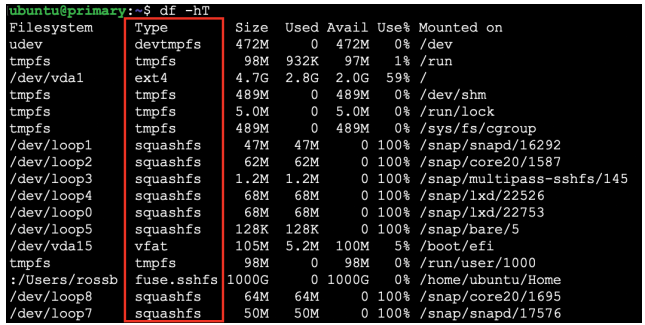 ubuntu@primary:~$ df -hT
Filesystem Type Size Used Avail Use% Mounted on
udev devtmpfs 472M 0 472M 0% /dev
tmpfs tmpfs 98M 932K 97M 1% /run
/dev/vda1 ext4 4.7G 2.8G 2.0G 59% /
tmpfs tmpfs 489M 0 489M 0% /dev/shm
tmpfs tmpfs 5.0M 0 5.0M 0% /run/lock
tmpfs tmpfs 489M 0 489M 0% /sys/fs/cgroup
/dev/loop1 squashfs 47M 47M 0 100% /snap/snapd/16292
/dev/loop2 squashfs 62M 62M 0 100% /snap/core20/1587
/dev/loop3 squashfs 1.2M 1.2M 0 100% /snap/multipass-sshfs/145
/dev/loop4 squashfs 68M 68M 0 100% /snap/lxd/22526
/dev/loop0 squashfs 68M 68M 0 100% /snap/lxd/22753
/dev/loop5 squashfs 128K 128K 0 100% /snap/bare/5
/dev/vda15 vfat 105M 5.2M 100M 5% /boot/efi
tmpfs tmpfs 98M 0 98M 0% /run/user/1000
:/Users/rossb fuse.sshfs 1000G 0 1000G 0% /home/ubuntu/Home
/dev/loop8 squashfs 64M 64M 0 100% /snap/core20/1695
/dev/loop7 squashfs 50M 50M 0 100% /snap/snapd/17576